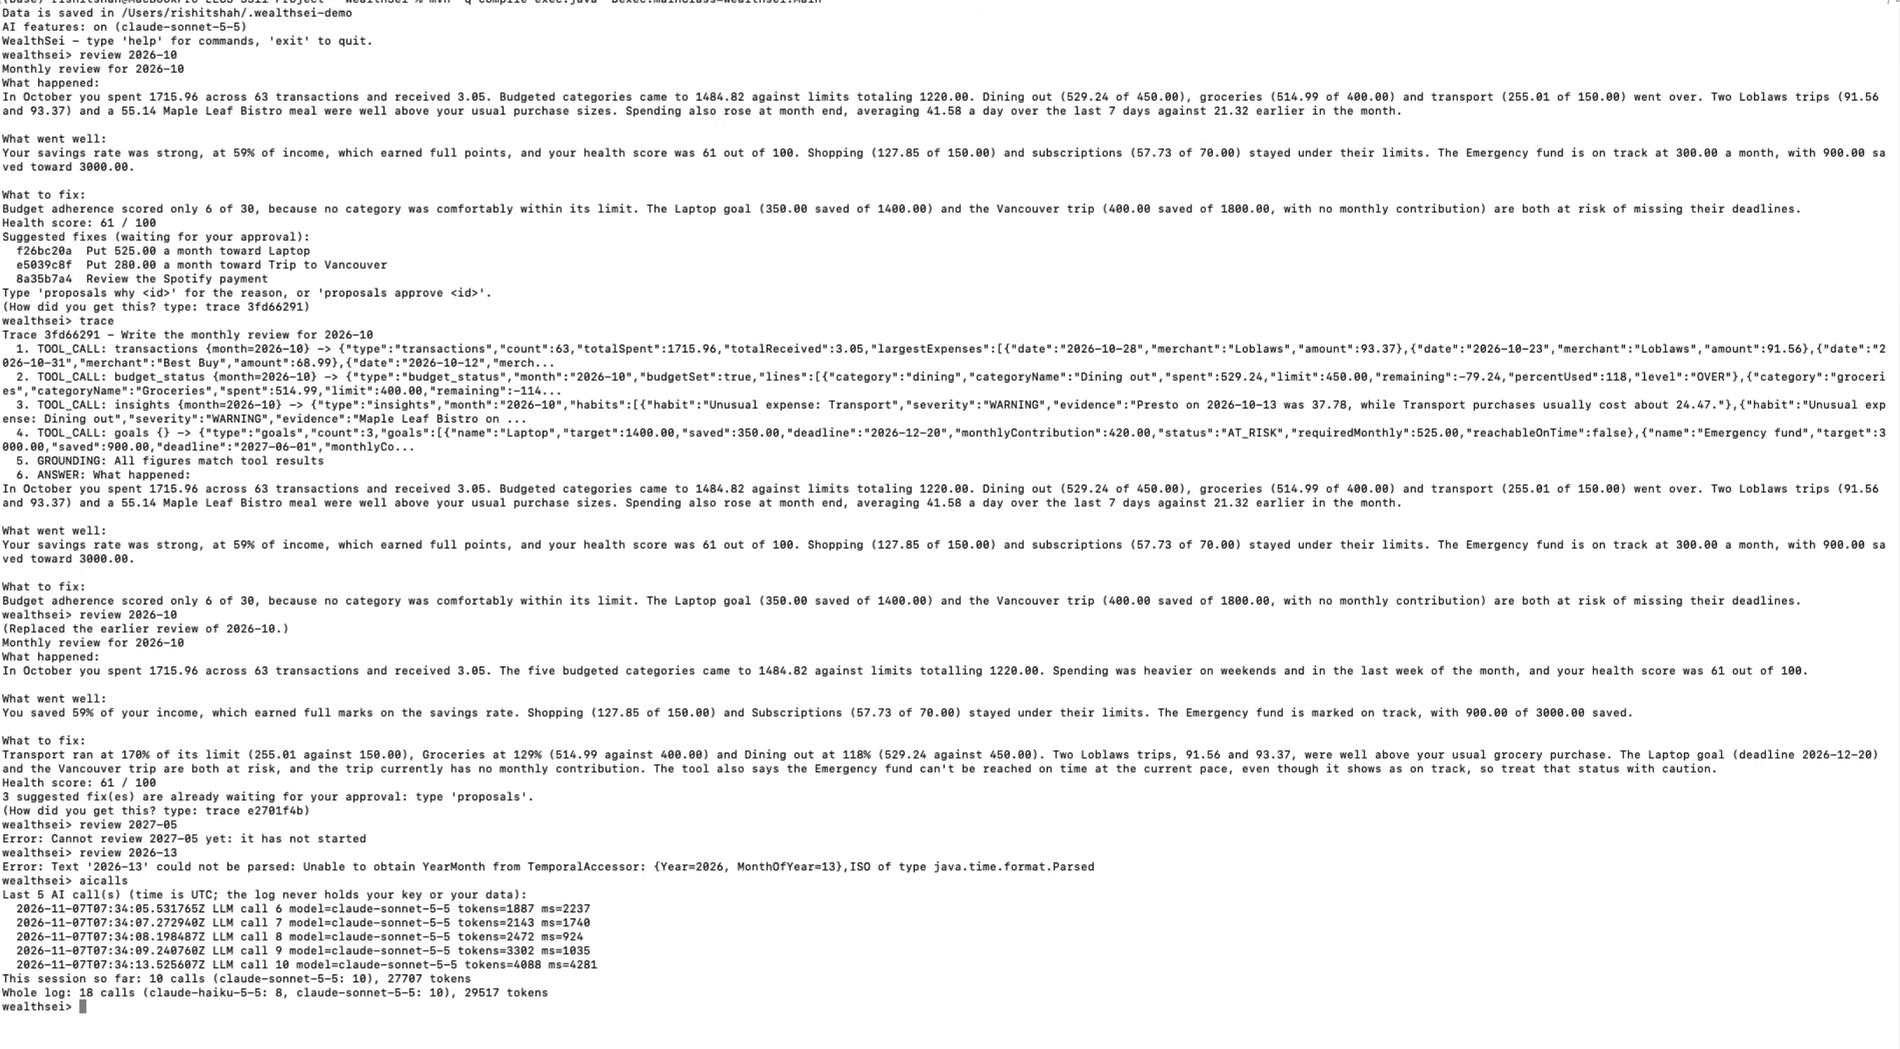 Data is saved in /Users/rishitshah/.wealthsei-demo
AI features: on (claude-sonnet-5-5)
WealthSei – type 'help' for commands, 'exit' to quit.
wealthsei> review 2026-10
Monthly review for 2026-10
What happened:
In October you spent 1715.96 across 63 transactions and received 3.05. Budgeted categories came to 1484.82 against limits totaling 1220.00. Dining out (529.24 of 450.00), groceries (514.99 of 400.00) and transport (255.01 of 150.00) went over. Two Loblaws trips (91.56
and 93.37) and a 55.14 Maple Leaf Bistro meal were well above your usual purchase sizes. Spending also rose at month end, averaging 41.58 a day over the last 7 days against 21.32 earlier in the month.
What went well:
Your savings rate was strong, at 59% of income, which earned full points, and your health score was 61 out of 100. Shopping (127.85 of 150.00) and subscriptions (57.73 of 70.00) stayed under their limits. The Emergency fund is on track at 300.00 a month, with 900.00 sa
ved toward 3000.00.
What to fix:
Budget adherence scored only 6 of 30, because no category was comfortably within its limit. The Laptop goal (350.00 saved of 1400.00) and the Vancouver trip (400.00 saved of 1800.00, with no monthly contribution) are both at risk of missing their deadlines.
Health score: 61 / 100
Suggested fixes (waiting for your approval):
f26bc20a  Put 525.00 a month toward Laptop
e5039c8f  Put 280.00 a month toward Trip to Vancouver
8a35b7a4  Review the Spotify payment
Type 'proposals why <id>' for the reason, or 'proposals approve <id>'.
(How did you get this? type: trace 3fd66291)
wealthsei> trace
Trace 3fd66291 – Write the monthly review for 2026-10
1. TOOL_CALL: transactions {month=2026-10} -> {"type":"transactions","count":63,"totalSpent":1715.96,"totalReceived":3.05,"largestExpenses":[{"date":"2026-10-28","merchant":"Loblaws","amount":93.37},{"date":"2026-10-23","merchant":"Loblaws","amount":91.56},{"date":"2
026-10-31","merchant":"Best Buy","amount":68.99},{"date":"2026-10-12","merch...
2. TOOL_CALL: budget_status {month=2026-10} -> {"type":"budget_status","month":"2026-10","budgetSet":true,"lines":[{"category":"dining","categoryName":"Dining out","spent":529.24,"limit":450.00,"remaining":-79.24,"percentUsed":118,"level":"OVER"},{"category":"groceri
es","categoryName":"Groceries","spent":514.99,"limit":400.00,"remaining":-114...
3. TOOL_CALL: insights {month=2026-10} -> {"type":"insights","month":"2026-10","habits":[{"habit":"Unusual expense: Transport","severity":"WARNING","evidence":"Presto on 2026-10-13 was 37.78, while Transport purchases usually cost about 24.47."},{"habit":"Unusual exp
ense: Dining out","severity":"WARNING","evidence":"Maple Leaf Bistro on ...
4. TOOL_CALL: goals {} -> {"type":"goals","count":3,"goals":[{"name":"Laptop","target":1400.00,"saved":350.00,"deadline":"2026-12-20","monthlyContribution":420.00,"status":"AT_RISK","requiredMonthly":525.00,"reachableOnTime":false},{"name":"Emergency fund","target":3
000.00,"saved":900.00,"deadline":"2027-06-01","monthlyCo...
5. GROUNDING: All figures match tool results
6. ANSWER: What happened:
In October you spent 1715.96 across 63 transactions and received 3.05. Budgeted categories came to 1484.82 against limits totaling 1220.00. Dining out (529.24 of 450.00), groceries (514.99 of 400.00) and transport (255.01 of 150.00) went over. Two Loblaws trips (91.56
and 93.37) and a 55.14 Maple Leaf Bistro meal were well above your usual purchase sizes. Spending also rose at month end, averaging 41.58 a day over the last 7 days against 21.32 earlier in the month.
What went well:
Your savings rate was strong, at 59% of income, which earned full points, and your health score was 61 out of 100. Shopping (127.85 of 150.00) and subscriptions (57.73 of 70.00) stayed under their limits. The Emergency fund is on track at 300.00 a month, with 900.00 sa
ved toward 3000.00.
What to fix:
Budget adherence scored only 6 of 30, because no category was comfortably within its limit. The Laptop goal (350.00 saved of 1400.00) and the Vancouver trip (400.00 saved of 1800.00, with no monthly contribution) are both at risk of missing their deadlines.
wealthsei> review 2026-10
(Replaced the earlier review of 2026-10.)
Monthly review for 2026-10
What happened:
In October you spent 1715.96 across 63 transactions and received 3.05. The five budgeted categories came to 1484.82 against limits totalling 1220.00. Spending was heavier on weekends and in the last week of the month, and your health score was 61 out of 100.
What went well:
You saved 59% of your income, which earned full marks on the savings rate. Shopping (127.85 of 150.00) and Subscriptions (57.73 of 70.00) stayed under their limits. The Emergency fund is marked on track, with 900.00 of 3000.00 saved.
What to fix:
Transport ran at 170% of its limit (255.01 against 150.00), Groceries at 129% (514.99 against 400.00) and Dining out at 118% (529.24 against 450.00). Two Loblaws trips, 91.56 and 93.37, were well above your usual grocery purchase. The Laptop goal (deadline 2026-12-20)
and the Vancouver trip are both at risk, and the trip currently has no monthly contribution. The tool also says the Emergency fund can't be reached on time at the current pace, even though it shows as on track, so treat that status with caution.
Health score: 61 / 100
3 suggested fix(es) are already waiting for your approval: type 'proposals'.
(How did you get this? type: trace e2701f4b)
wealthsei> review 2027-05
Error: Cannot review 2027-05 yet: it has not started
wealthsei> review 2026-13
Error: Text '2026-13' could not be parsed: Unable to obtain YearMonth from TemporalAccessor: {Year=2026, MonthOfYear=13},ISO of type java.time.format.Parsed
wealthsei> aicalls
Last 5 AI call(s) (time is UTC; the log never holds your key or your data):
2026-11-07T07:34:05.531765Z LLM call 6 model=claude-sonnet-5-5 tokens=1887 ms=2237
2026-11-07T07:34:07.272940Z LLM call 7 model=claude-sonnet-5-5 tokens=2143 ms=1740
2026-11-07T07:34:08.198487Z LLM call 8 model=claude-sonnet-5-5 tokens=2472 ms=924
2026-11-07T07:34:09.240760Z LLM call 9 model=claude-sonnet-5-5 tokens=3302 ms=1035
2026-11-07T07:34:13.525607Z LLM call 10 model=claude-sonnet-5-5 tokens=4088 ms=4281
This session so far: 10 calls (claude-sonnet-5-5: 10), 27707 tokens
Whole log: 18 calls (claude-haiku-5-5: 8, claude-sonnet-5-5: 10), 29517 tokens
wealthsei>